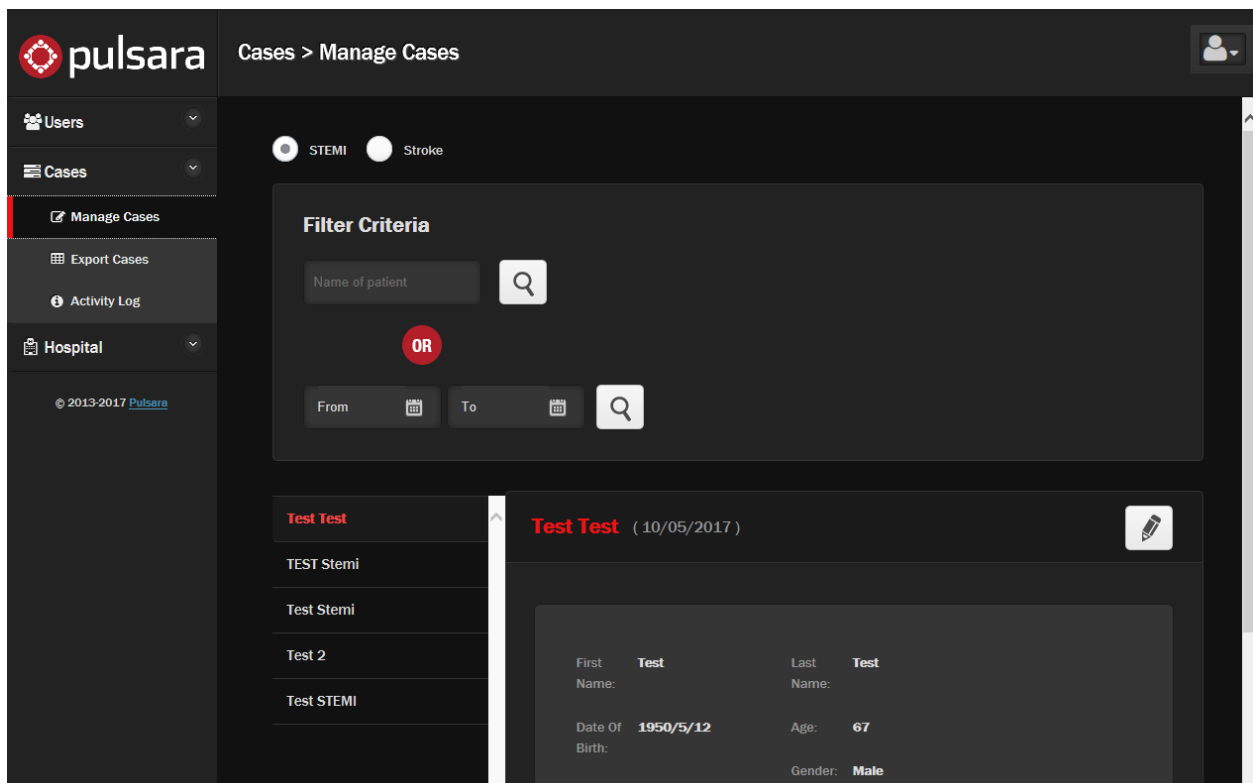 pulsara
Cases > Manage Cases
Users
STEMI Stroke
Cases
Manage Cases
Filter Criteria
Export Cases
Name of patient
Activity Log
Hospital
OR
© 2013-2017 Pulsara
From To
Test Test
Test Test ( 10/05/2017 )
TEST Stemi
Test Stemi
Test 2
Test STEMI
First Name: Test Last Name: Test
Date Of Birth: 1950/5/12 Age: 67
Gender: Male